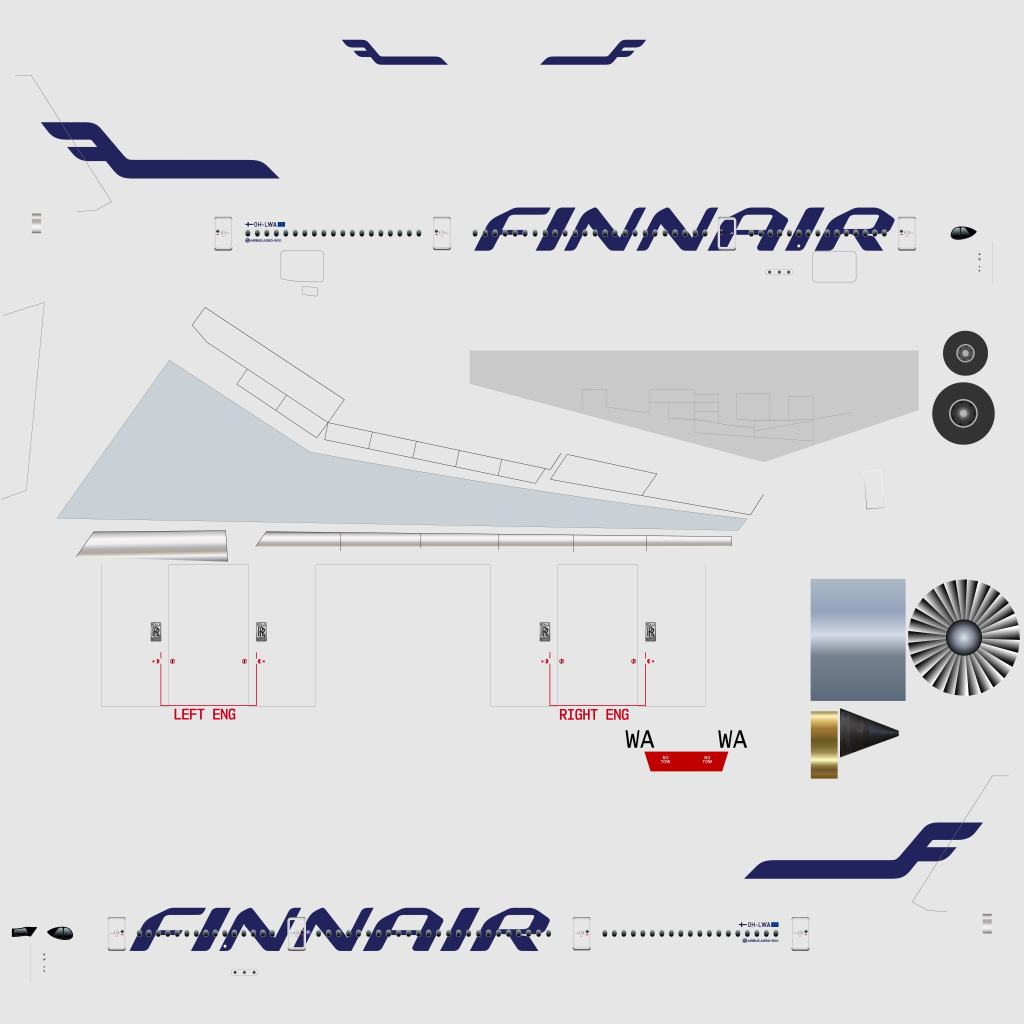 OH-LWA
FINNAIR
AIRBUS A350-900
LEFT ENG
RIGHT ENG
WA
WA
NO
TOW
NO
TOW
FINNAIR
OH-LWA
AIRBUS A350-900